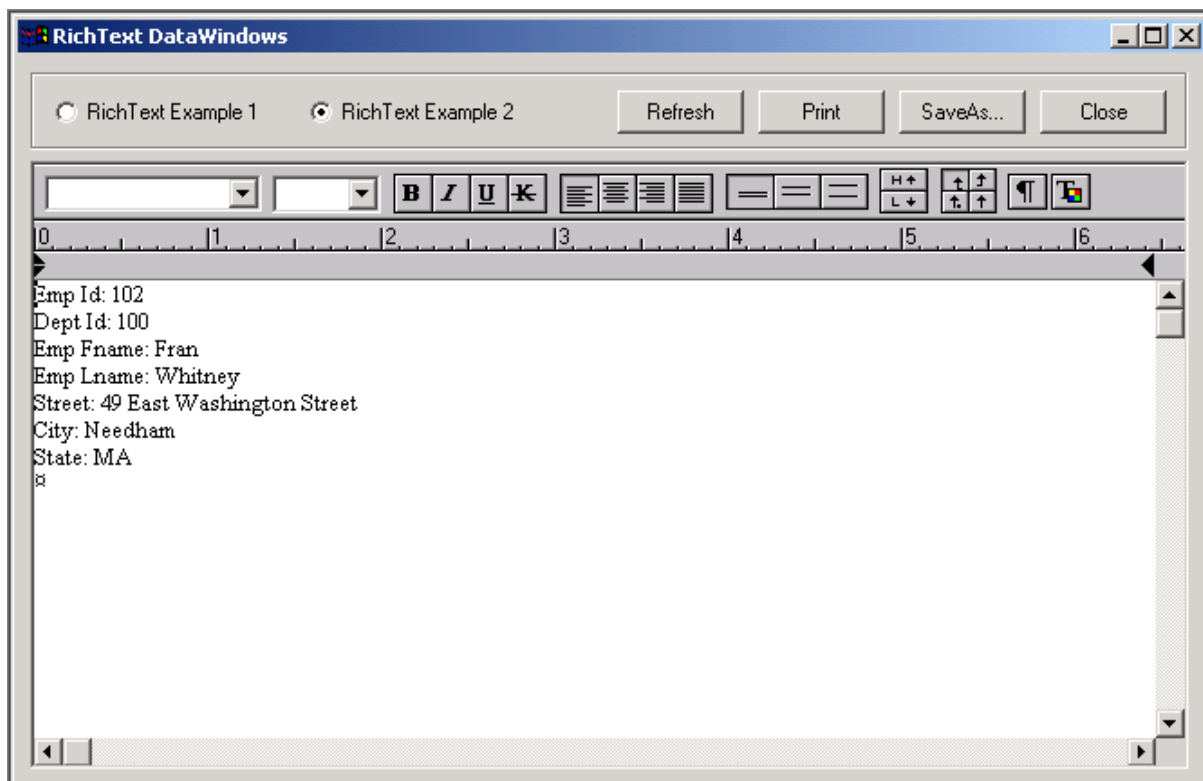 RichText DataWindows
RichText Example 1 RichText Example 2 Refresh Print SaveAs... Close
B I U K H L ¶ T
0 1 2 3 4 5 6
Emp Id: 102
Dept Id: 100
Emp Fname: Fran
Emp Lname: Whitney
Street: 49 East Washington Street
City: Needham
State: MA
¤